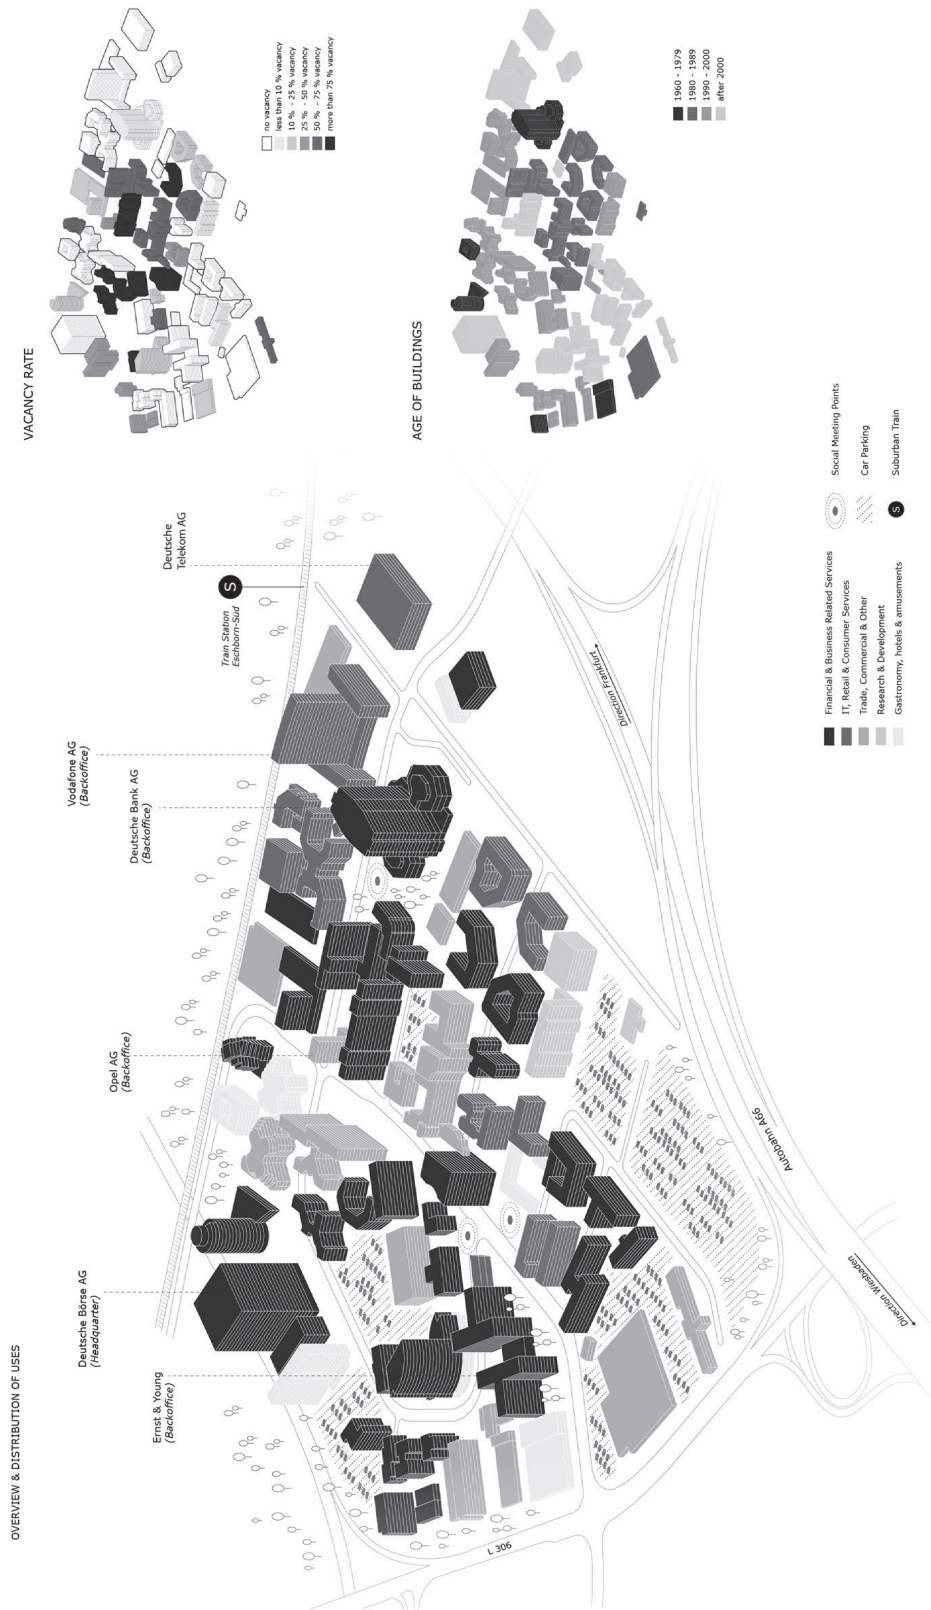 OVERVIEW & DISTRIBUTION OF USES
Ernst & Young
(Backoffice)
Deutsche Börse AG
(Headquarter)
Opel AG
(Backoffice)
Deutsche Bank AG
(Backoffice)
Vodafone AG
(Backoffice)
Train Station
Eschborn-Süd
S
Deutsche
Telekom AG
L 306
Direction Wiesbaden
Autobahn A66
Direction Frankfurt
Financial & Business Related Services
IT, Retail & Consumer Services
Trade, Commercial & Other
Research & Development
Gastronomy, hotels & amusements
Social Meeting Points
Car Parking
S
Suburban Train
VACANCY RATE
no vacancy
less than 10 % vacancy
10 % - 25 % vacancy
25 % - 50 % vacancy
50 % - 75 % vacancy
more than 75 % vacancy
AGE OF BUILDINGS
1960 - 1979
1980 - 1989
1990 - 2000
after 2000